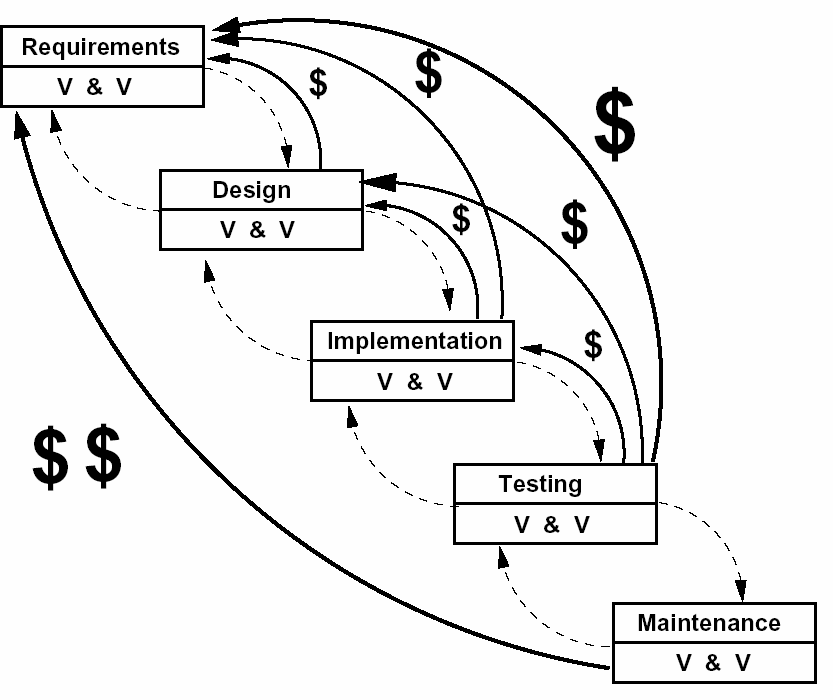 Requirements
V & V
$
$
$
Design
V & V
$
$
Implementation
V & V
$
$ $
Testing
V & V
Maintenance
V & V